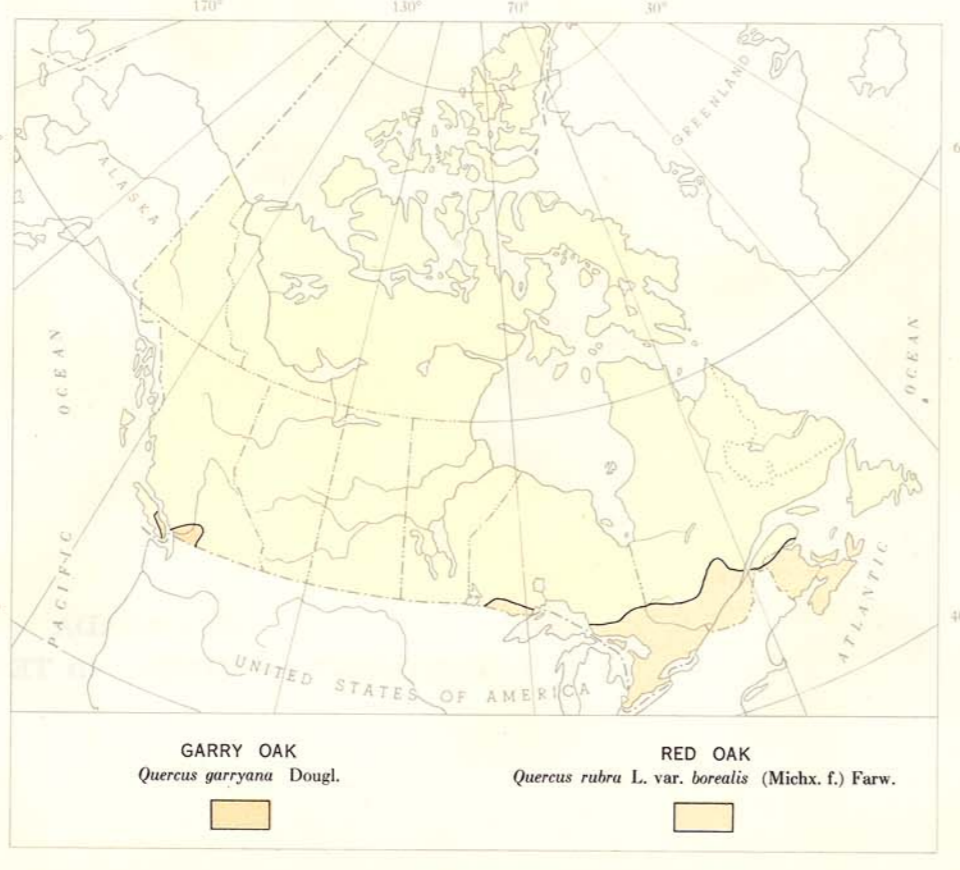 170° 130° 70° 30°
ALASKA
GREENLAND
OCEAN
OCEAN
PACIFIC
ATLANTIC
UNITED STATES OF AMERICA
GARRY OAK
Quercus garryana Dougl.
RED OAK
Quercus rubra L. var. borealis (Michx. f.) Farw.